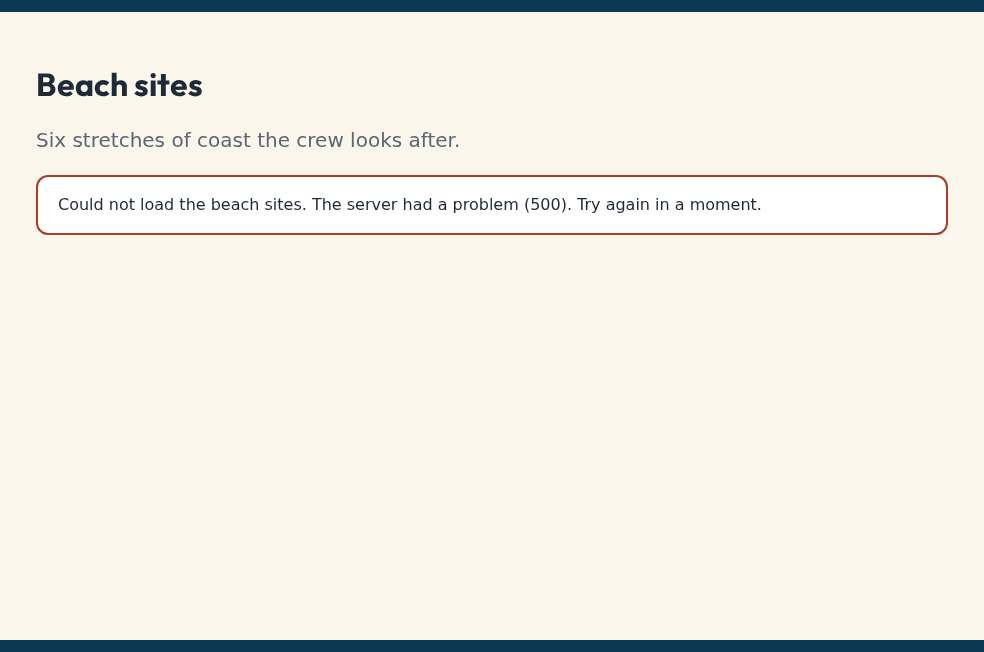 Beach sites
Six stretches of coast the crew looks after.
Could not load the beach sites. The server had a problem (500). Try again in a moment.